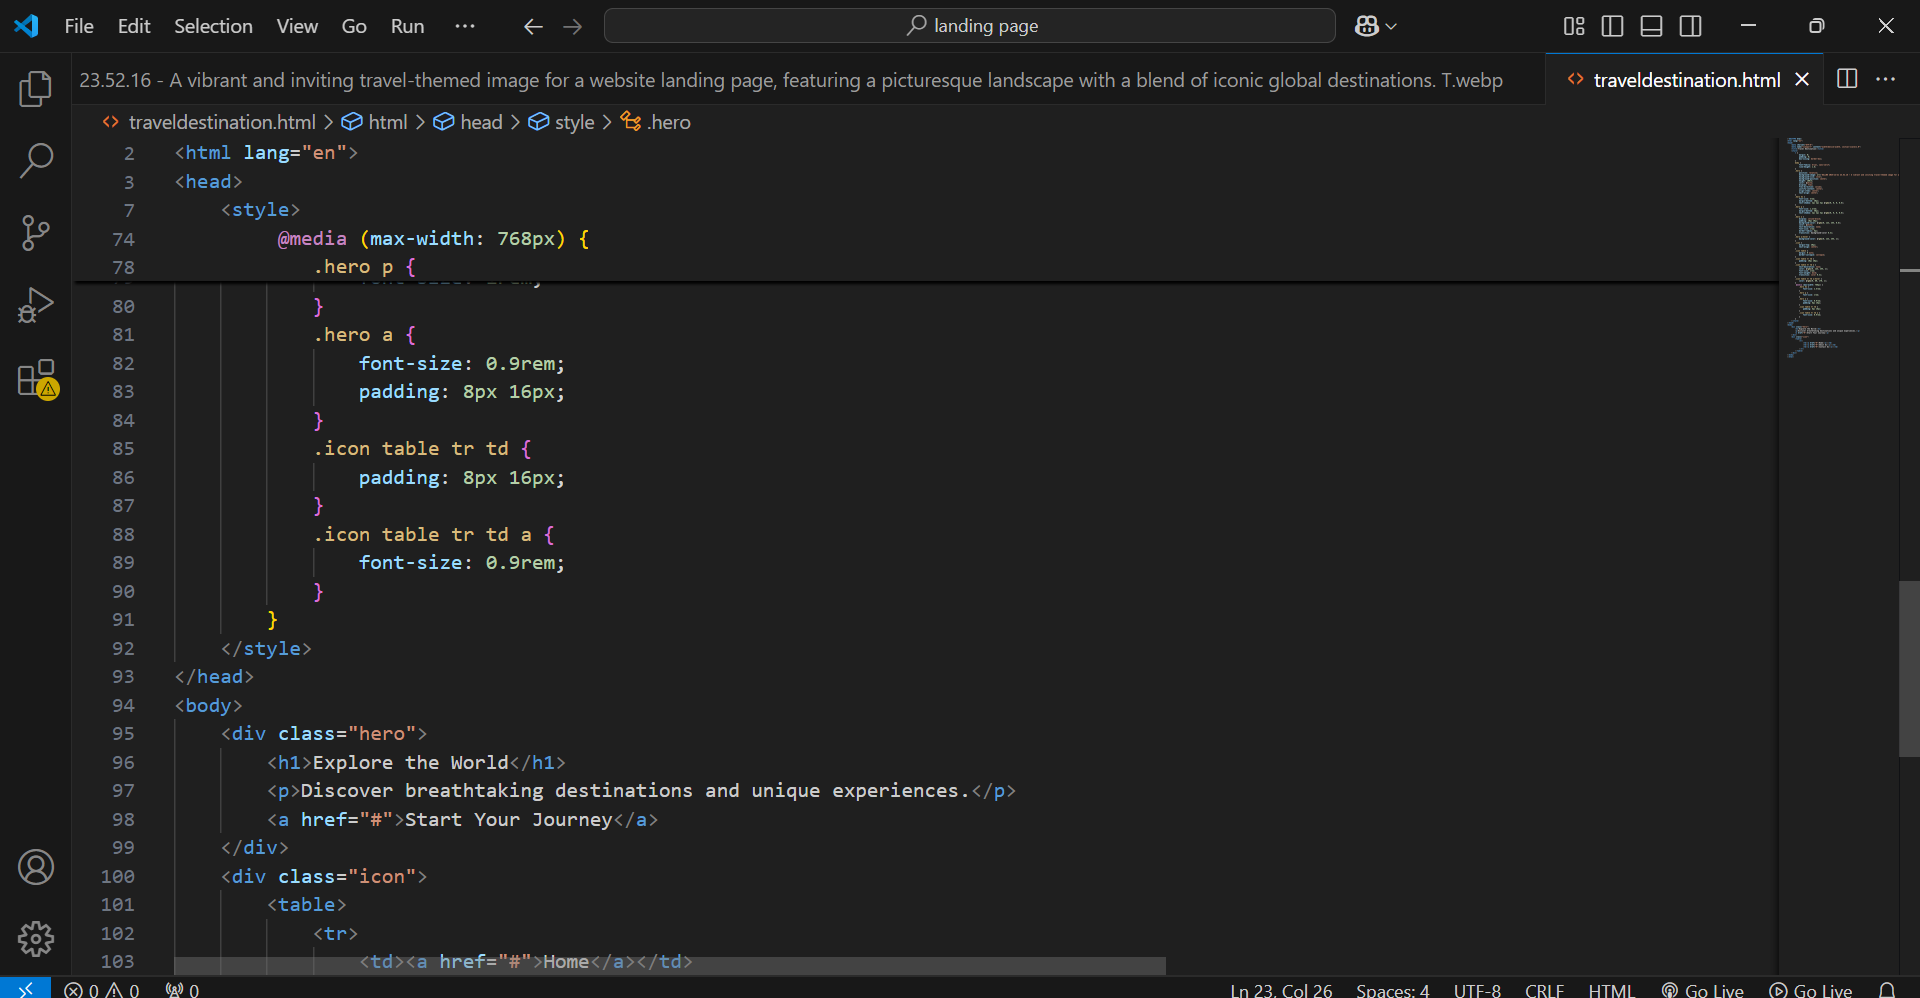 File Edit Selection View Go Run ··· landing page
23.52.16 - A vibrant and inviting travel-themed image for a website landing page, featuring a picturesque landscape with a blend of iconic global destinations. T.webp traveldestination.html
traveldestination.html > html > head > style > .hero
2 <html lang="en">
3 <head>
7 <style>
74 @media (max-width: 768px) {
78 .hero p {
80 }
81 .hero a {
82 font-size: 0.9rem;
83 padding: 8px 16px;
84 }
85 .icon table tr td {
86 padding: 8px 16px;
87 }
88 .icon table tr td a {
89 font-size: 0.9rem;
90 }
91 }
92 </style>
93 </head>
94 <body>
95 <div class="hero">
96 <h1>Explore the World</h1>
97 <p>Discover breathtaking destinations and unique experiences.</p>
98 <a href="#">Start Your Journey</a>
99 </div>
100 <div class="icon">
101 <table>
102 <tr>
103 <td><a href="#">Home</a></td>
0 0 0 Ln 23, Col 26 Spaces: 4 UTF-8 CRLF HTML Go Live Go Live